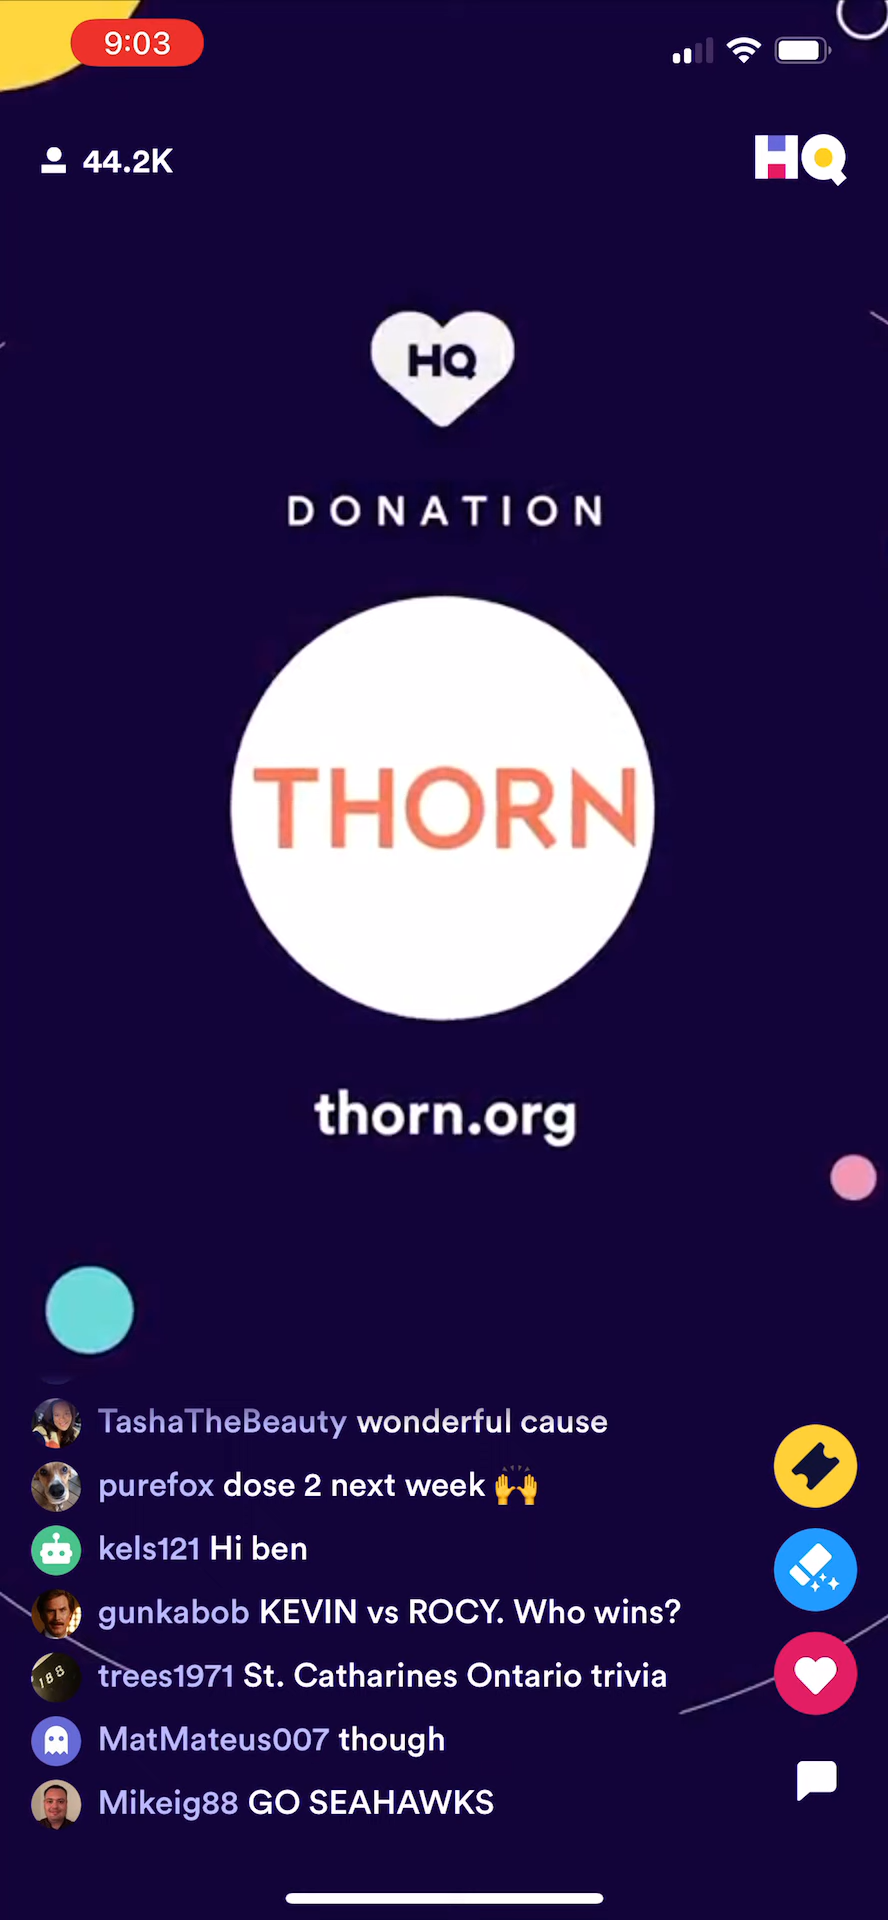 9:03
44.2K
HQ
HQ
DONATION
THORN
thorn.org
TashaTheBeauty wonderful cause
purefox dose 2 next week 🙌
kels121 Hi ben
gunkabob KEVIN vs ROCY. Who wins?
188
trees1971 St. Catharines Ontario trivia
MatMateus007 though
Mikeig88 GO SEAHAWKS